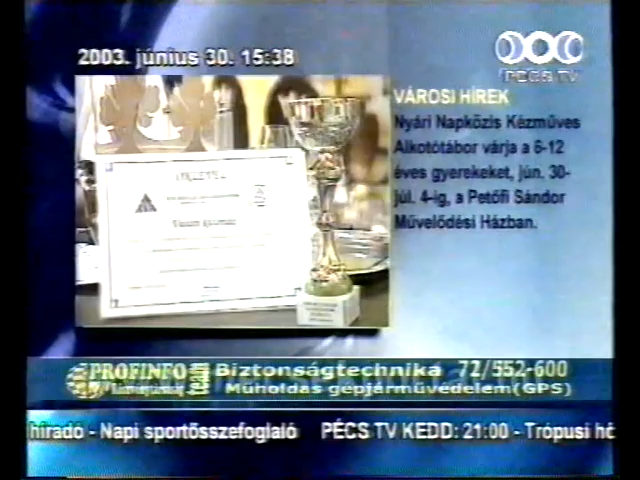 2003. június 30. 15:38
PÉCS TV
VÁROSI HÍREK
Nyári Napközis Kézműves
Alkotótábor várja a 6-12
éves gyerekeket, jún. 30-
júl. 4-ig, a Petőfi Sándor
Művelődési Házban.
OKLEVÉL
PROFINFO
Biztonságtechnika 72/552-600
Műholdas gépjárművédelem(GPS)
híradó - Napi sportösszefoglaló PÉCS TV KEDD: 21:00 - Trópusi hő